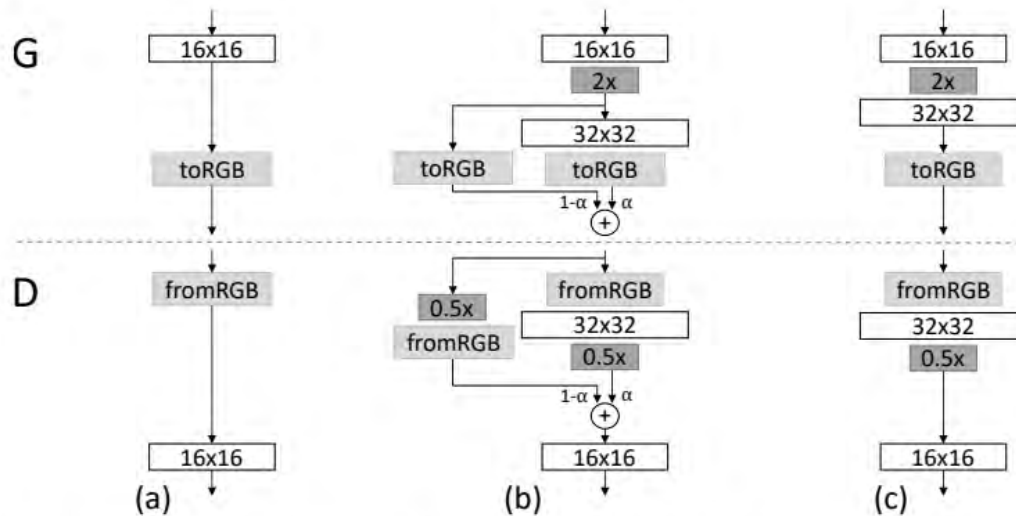 G
16x16
toRGB
16x16
2x
32x32
toRGB
toRGB
1-α
α
+
16x16
2x
32x32
toRGB
D
fromRGB
16x16
(a)
0.5x
fromRGB
fromRGB
32x32
0.5x
1-α
α
+
16x16
(b)
fromRGB
32x32
0.5x
16x16
(c)